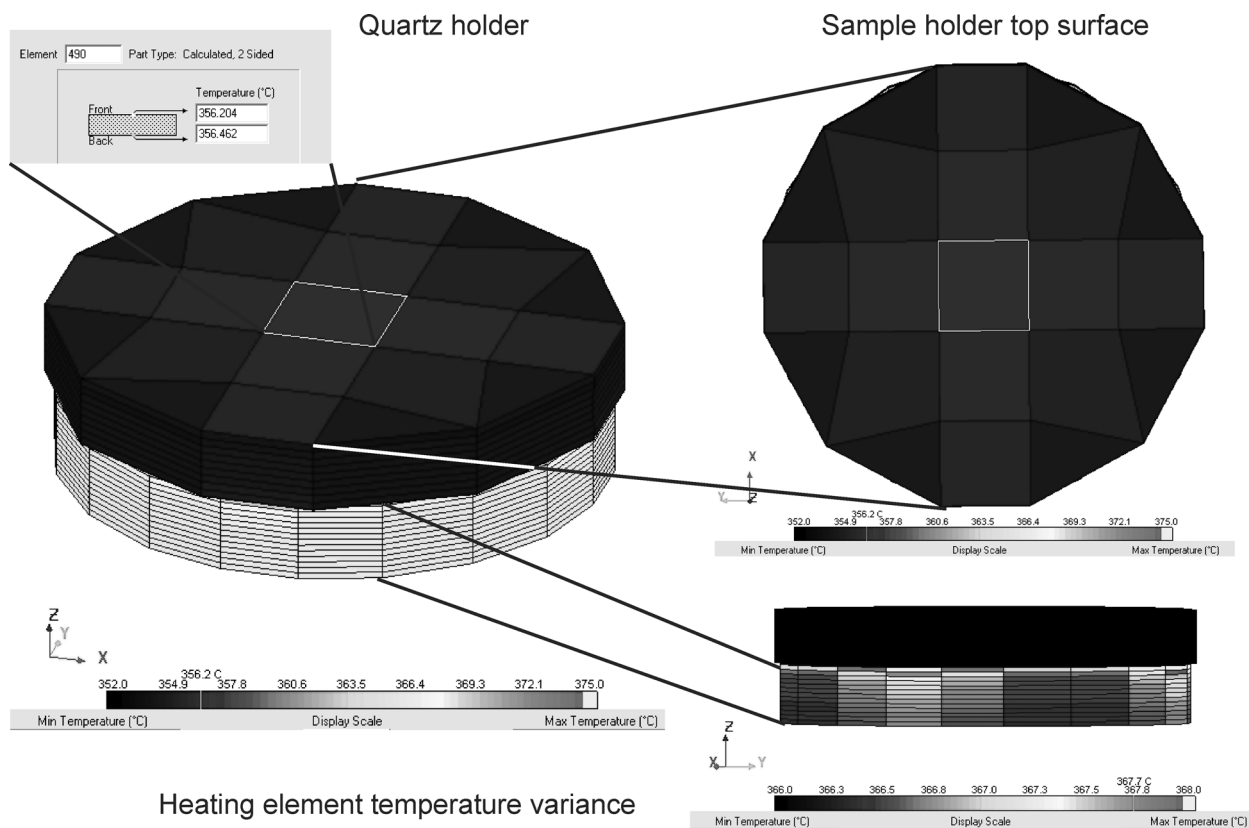 Quartz holder
Sample holder top surface
Element 490 Part Type: Calculated, 2 Sided
Temperature (°C)
Front 356.204
Back 356.462
X
Y Z
356.2 C
352.0 354.9 357.8 360.6 363.5 366.4 369.3 372.1 375.0
Min Temperature (°C) Display Scale Max Temperature (°C)
Z
Y
X
356.2 C
352.0 354.9 357.8 360.6 363.5 366.4 369.3 372.1 375.0
Min Temperature (°C) Display Scale Max Temperature (°C)
Z
X Y
367.7 C
366.0 366.3 366.5 366.8 367.0 367.3 367.5 367.8 368.0
Min Temperature (°C) Display Scale Max Temperature (°C)
Heating element temperature variance